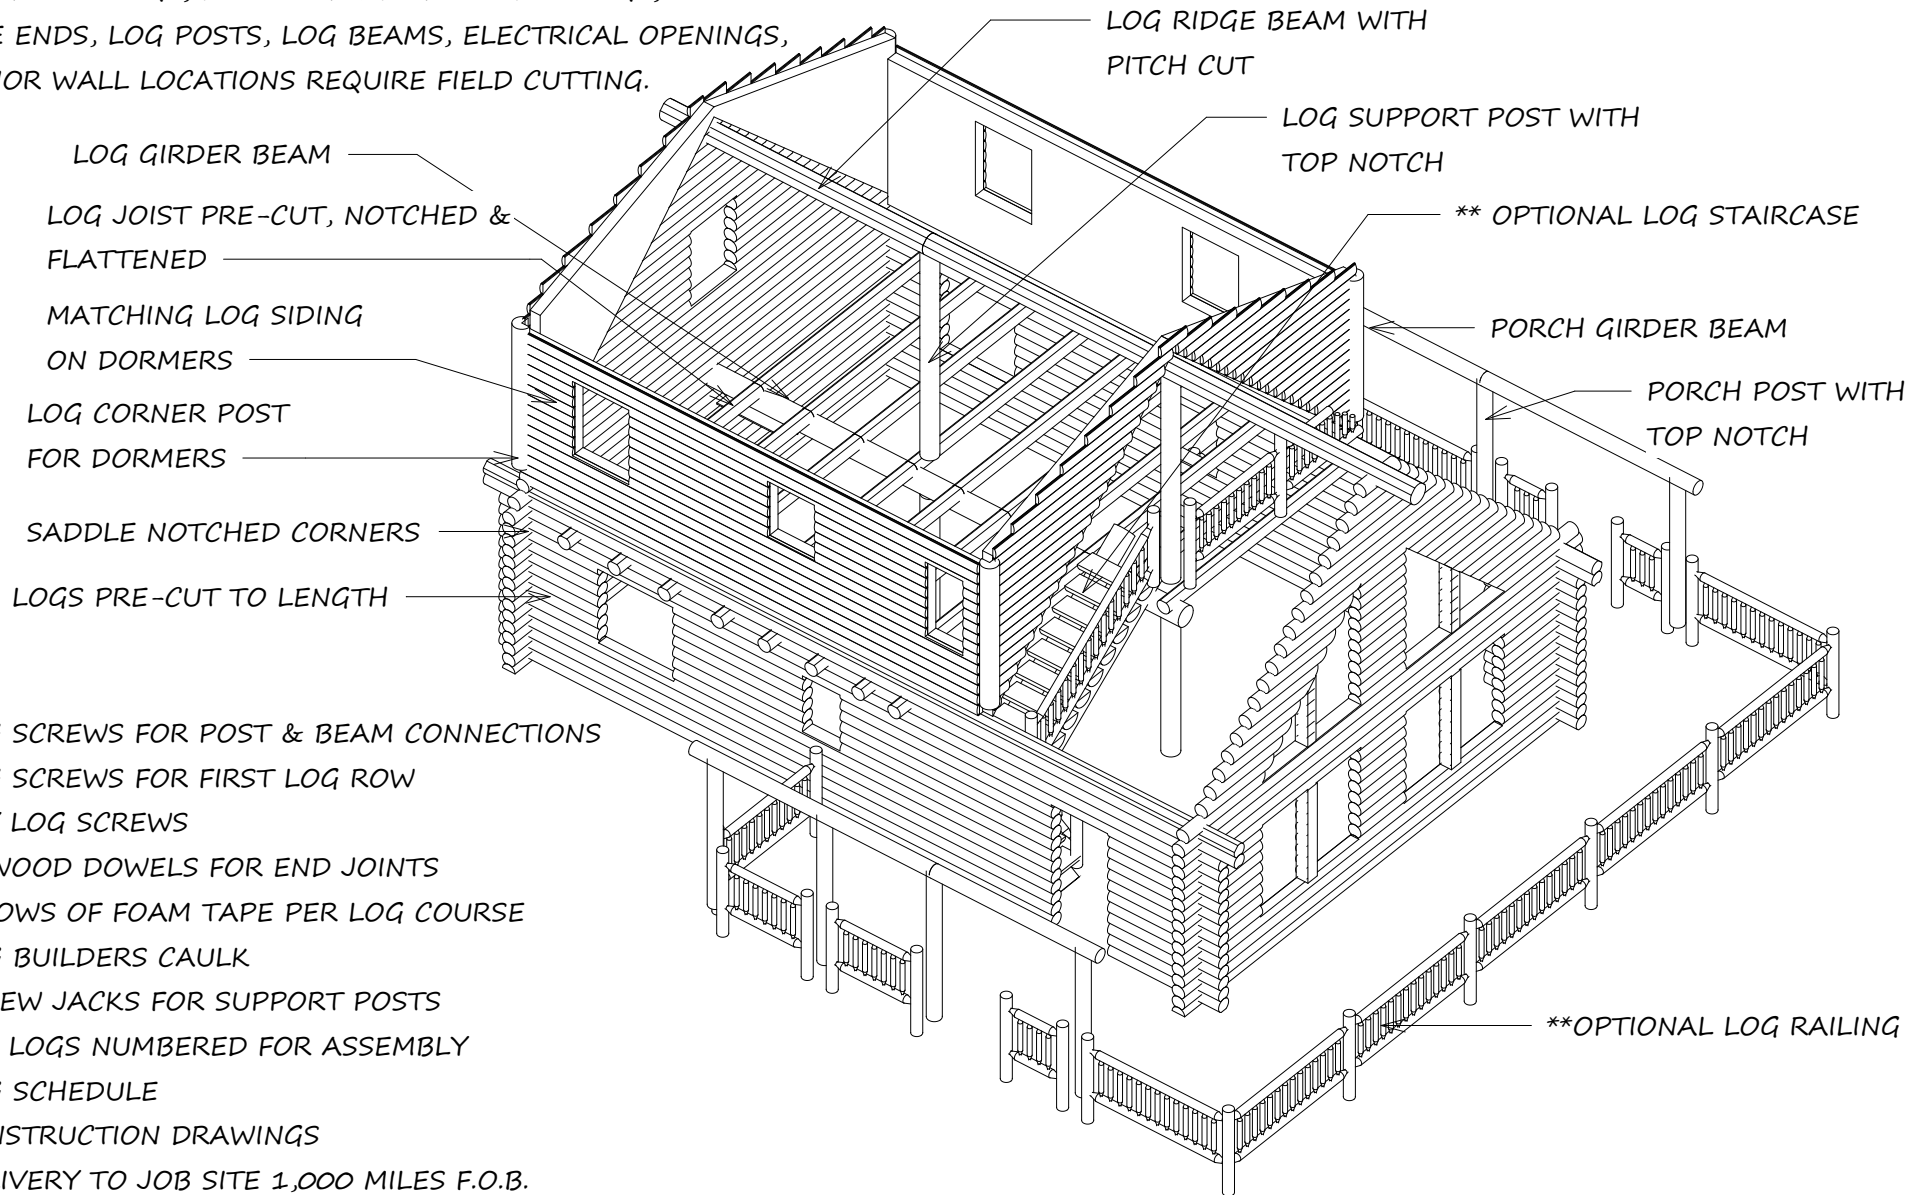 ENDS, LOG POSTS, LOG BEAMS, ELECTRICAL OPENINGS,
WALL LOCATIONS REQUIRE FIELD CUTTING.
LOG RIDGE BEAM WITH
PITCH CUT
LOG SUPPORT POST WITH
TOP NOTCH
LOG GIRDER BEAM
LOG JOIST PRE-CUT, NOTCHED &
FLATTENED
** OPTIONAL LOG STAIRCASE
MATCHING LOG SIDING
ON DORMERS
PORCH GIRDER BEAM
LOG CORNER POST
FOR DORMERS
PORCH POST WITH
TOP NOTCH
SADDLE NOTCHED CORNERS
LOGS PRE-CUT TO LENGTH
SCREWS FOR POST & BEAM CONNECTIONS
SCREWS FOR FIRST LOG ROW
LOG SCREWS
WOOD DOWELS FOR END JOINTS
OWS OF FOAM TAPE PER LOG COURSE
BUILDERS CAULK
EW JACKS FOR SUPPORT POSTS
LOGS NUMBERED FOR ASSEMBLY
SCHEDULE
NSTRUCTION DRAWINGS
IVERY TO JOB SITE 1,000 MILES F.O.B.
**OPTIONAL LOG RAILING